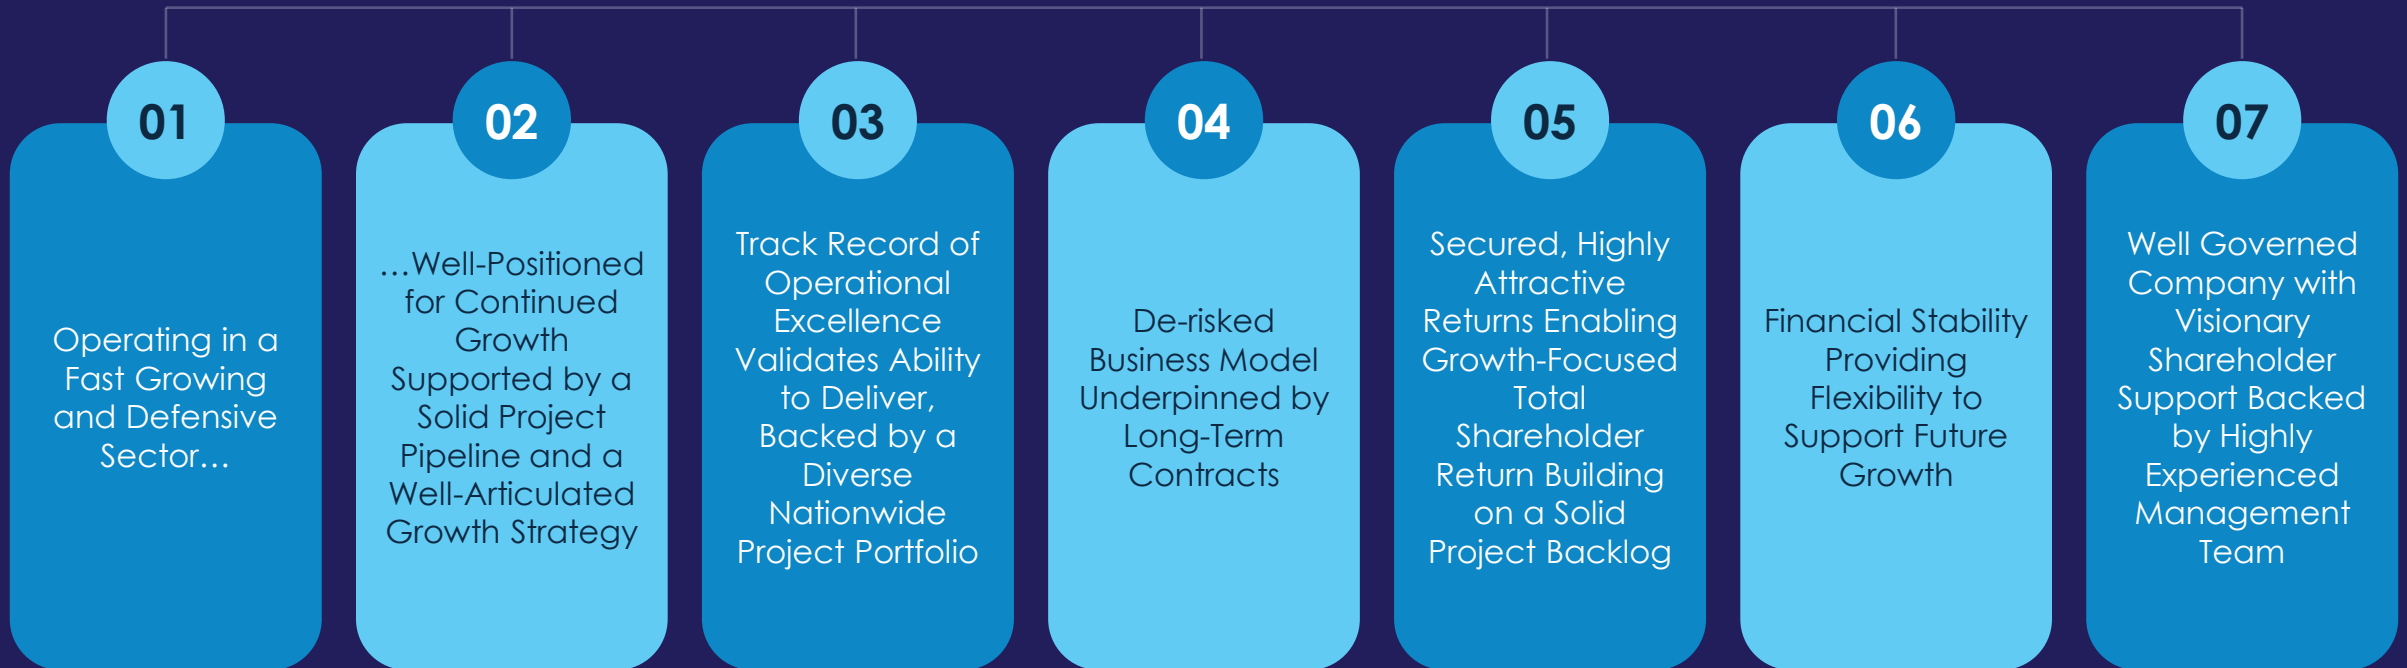 01
Operating in a
Fast Growing
and Defensive
Sector…
02
…Well-Positioned
for Continued
Growth
Supported by a
Solid Project
Pipeline and a
Well-Articulated
Growth Strategy
03
Track Record of
Operational
Excellence
Validates Ability
to Deliver,
Backed by a
Diverse
Nationwide
Project Portfolio
04
De-risked
Business Model
Underpinned by
Long-Term
Contracts
05
Secured, Highly
Attractive
Returns Enabling
Growth-Focused
Total
Shareholder
Return Building
on a Solid
Project Backlog
06
Financial Stability
Providing
Flexibility to
Support Future
Growth
07
Well Governed
Company with
Visionary
Shareholder
Support Backed
by Highly
Experienced
Management
Team